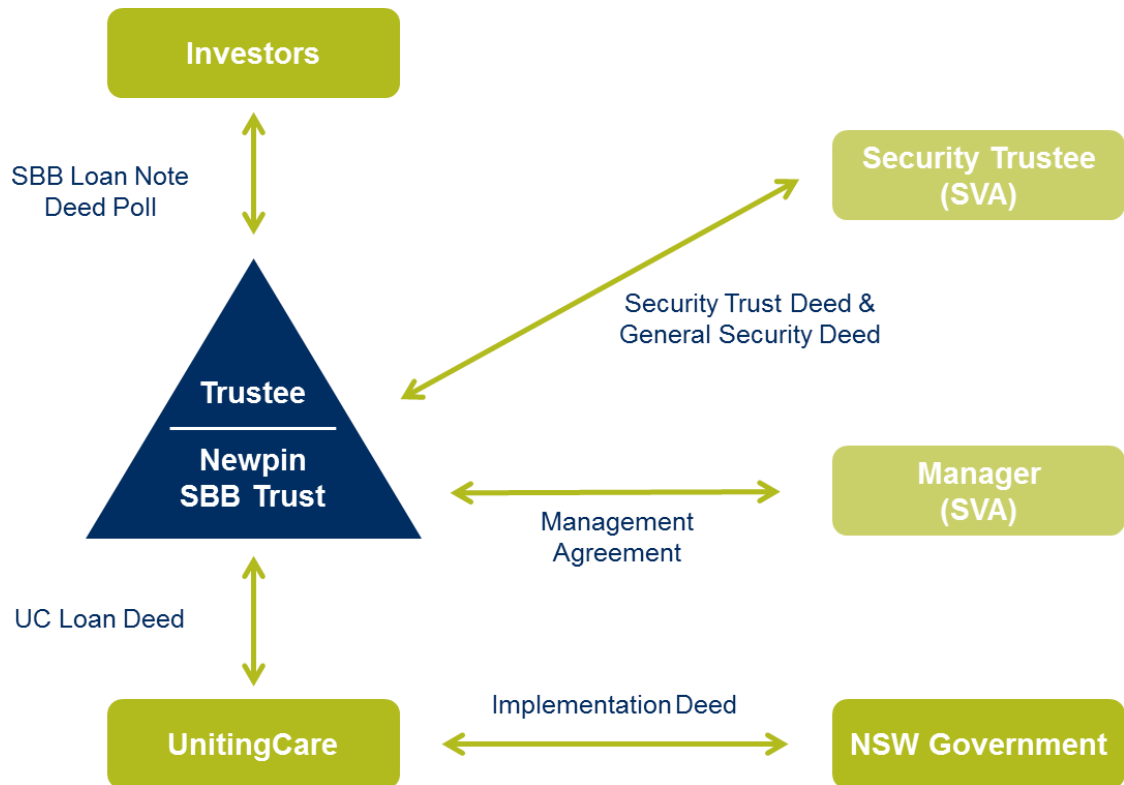 Investors
SBB Loan Note
Deed Poll
Security Trustee
(SVA)
Security Trust Deed &
General Security Deed
Trustee
Newpin
SBB Trust
Manager
(SVA)
Management
Agreement
UC Loan Deed
Implementation Deed
UnitingCare
NSW Government